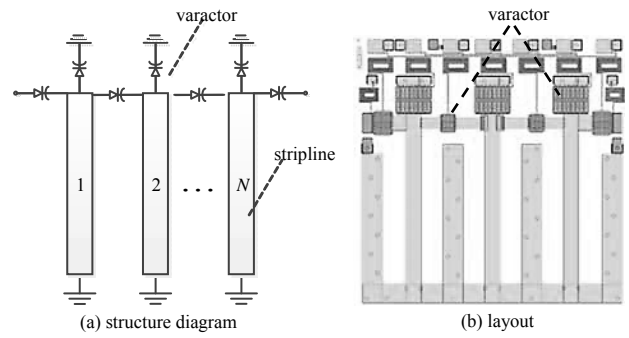 varactor
varactor
stripline
1
2
...
N
(a) structure diagram
(b) layout